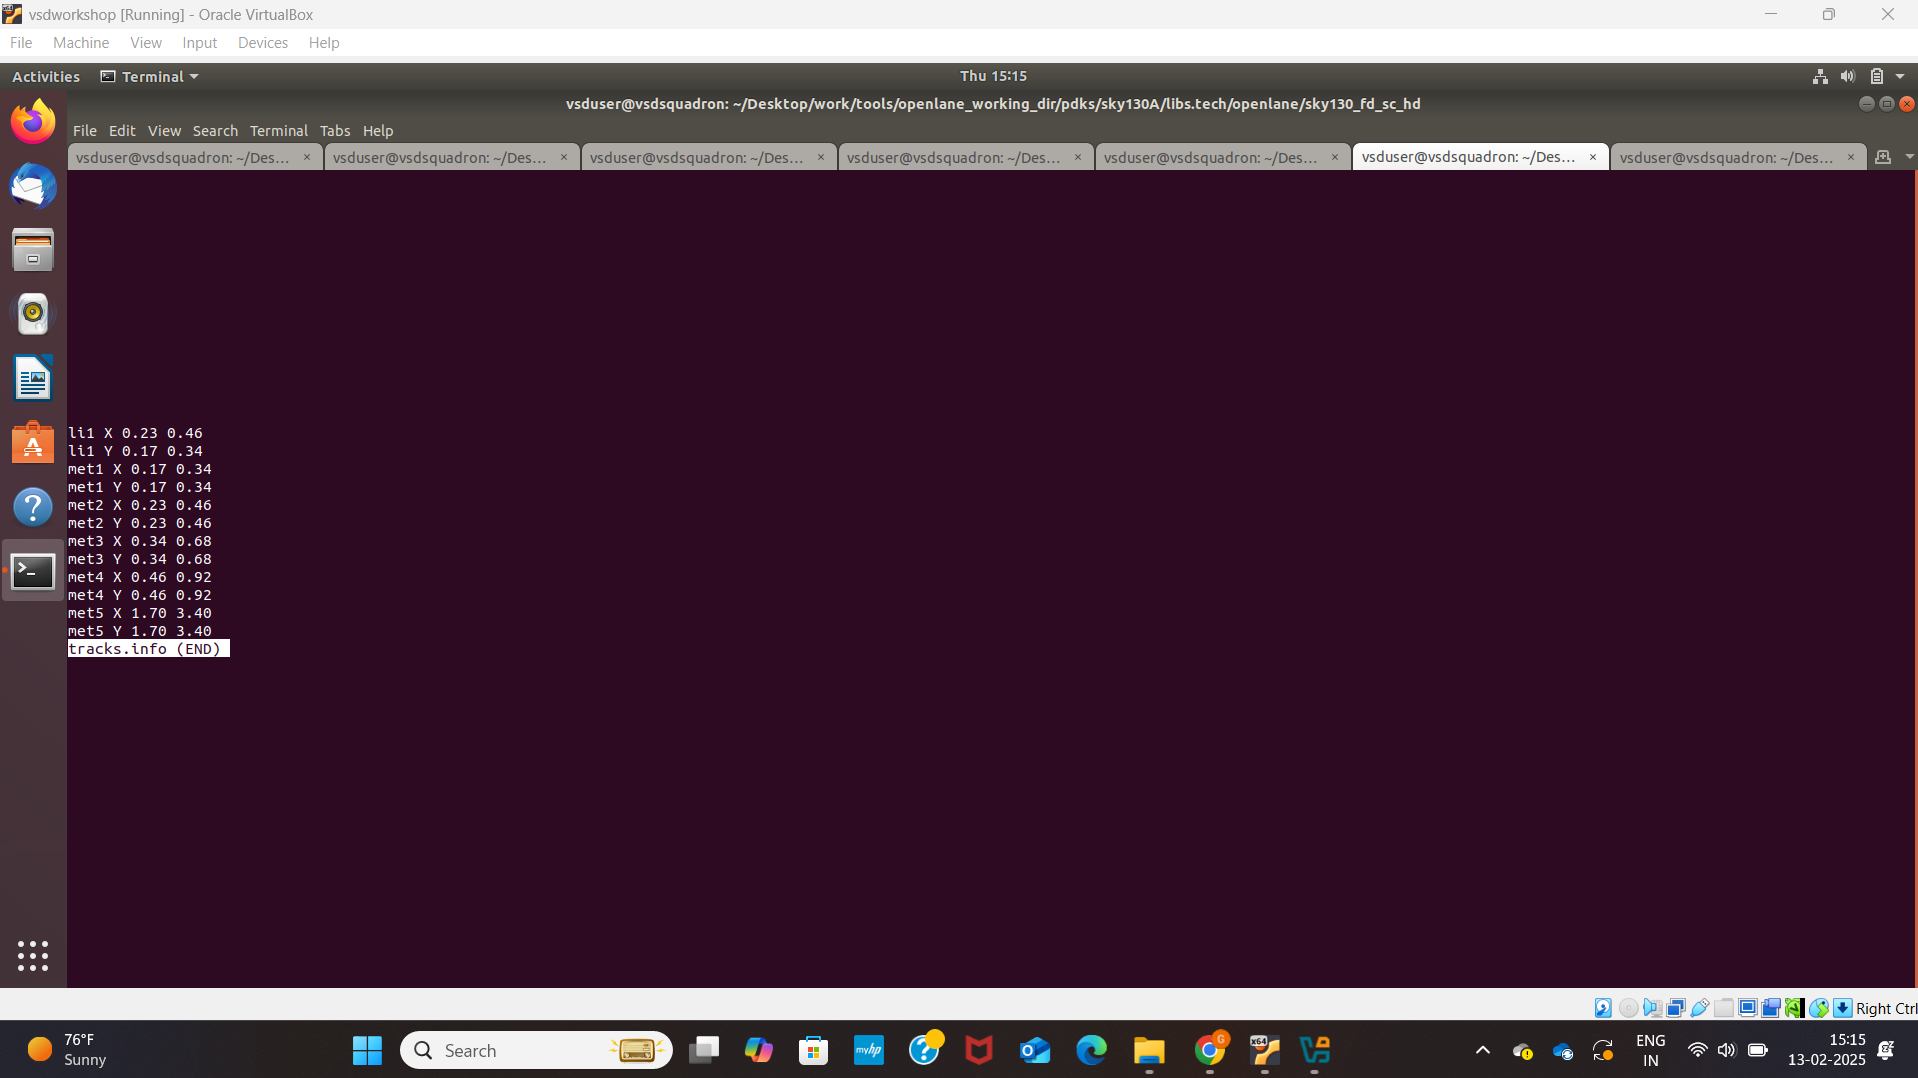 vsdworkshop [Running] - Oracle VirtualBox
File Machine View Input Devices Help
Activities Terminal Thu 15:15
vsduser@vsdsquadron: ~/Desktop/work/tools/openlane_working_dir/pdks/sky130A/libs.tech/openlane/sky130_fd_sc_hd
File Edit View Search Terminal Tabs Help
vsduser@vsdsquadron: ~/Des... × vsduser@vsdsquadron: ~/Des... × vsduser@vsdsquadron: ~/Des... × vsduser@vsdsquadron: ~/Des... × vsduser@vsdsquadron: ~/Des... × vsduser@vsdsquadron: ~/Des... × vsduser@vsdsquadron: ~/Des... ×
li1 X 0.23 0.46
li1 Y 0.17 0.34
met1 X 0.17 0.34
met1 Y 0.17 0.34
met2 X 0.23 0.46
met2 Y 0.23 0.46
met3 X 0.34 0.68
met3 Y 0.34 0.68
met4 X 0.46 0.92
met4 Y 0.46 0.92
met5 X 1.70 3.40
met5 Y 1.70 3.40
tracks.info (END)
Right Ctrl
76°F
Sunny
Search
myhp
G
x64
ENG
IN
15:15
13-02-2025